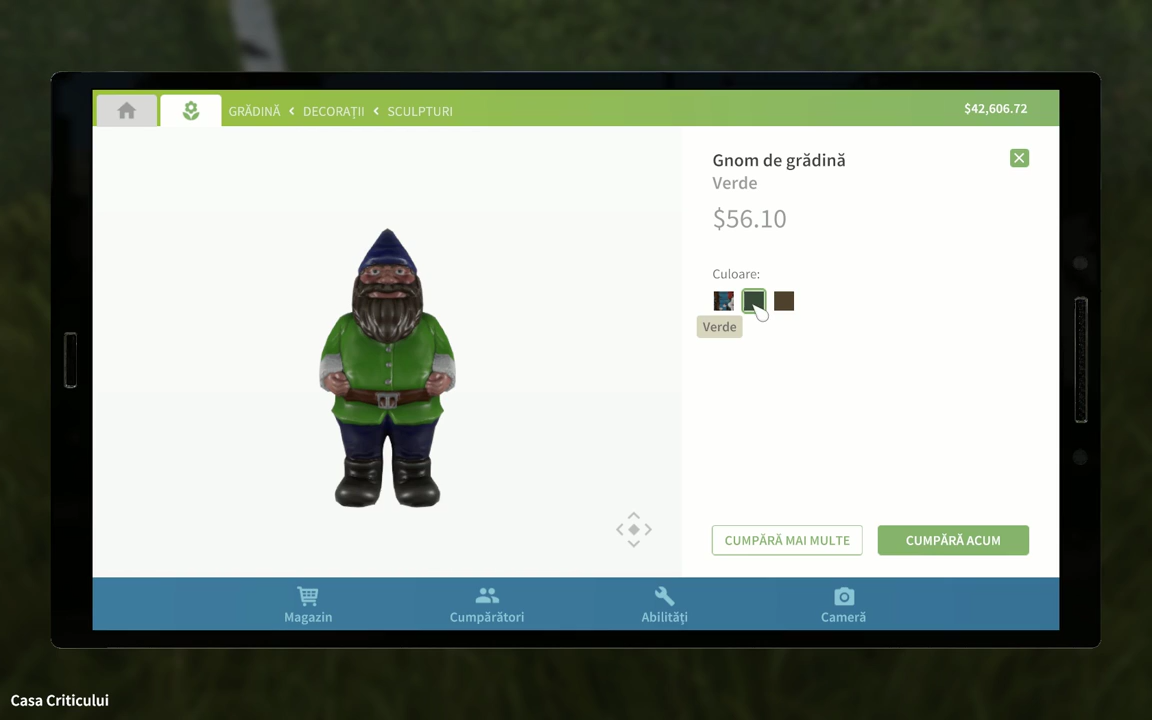 GRĂDINĂ < DECORAȚII < SCULPTURI
$42,606.72
Gnom de grădină
Verde
$56.10
Culoare:
Verde
CUMPĂRĂ MAI MULTE
CUMPĂRĂ ACUM
Magazin
Cumpărători
Abilități
Cameră
Casa Criticului